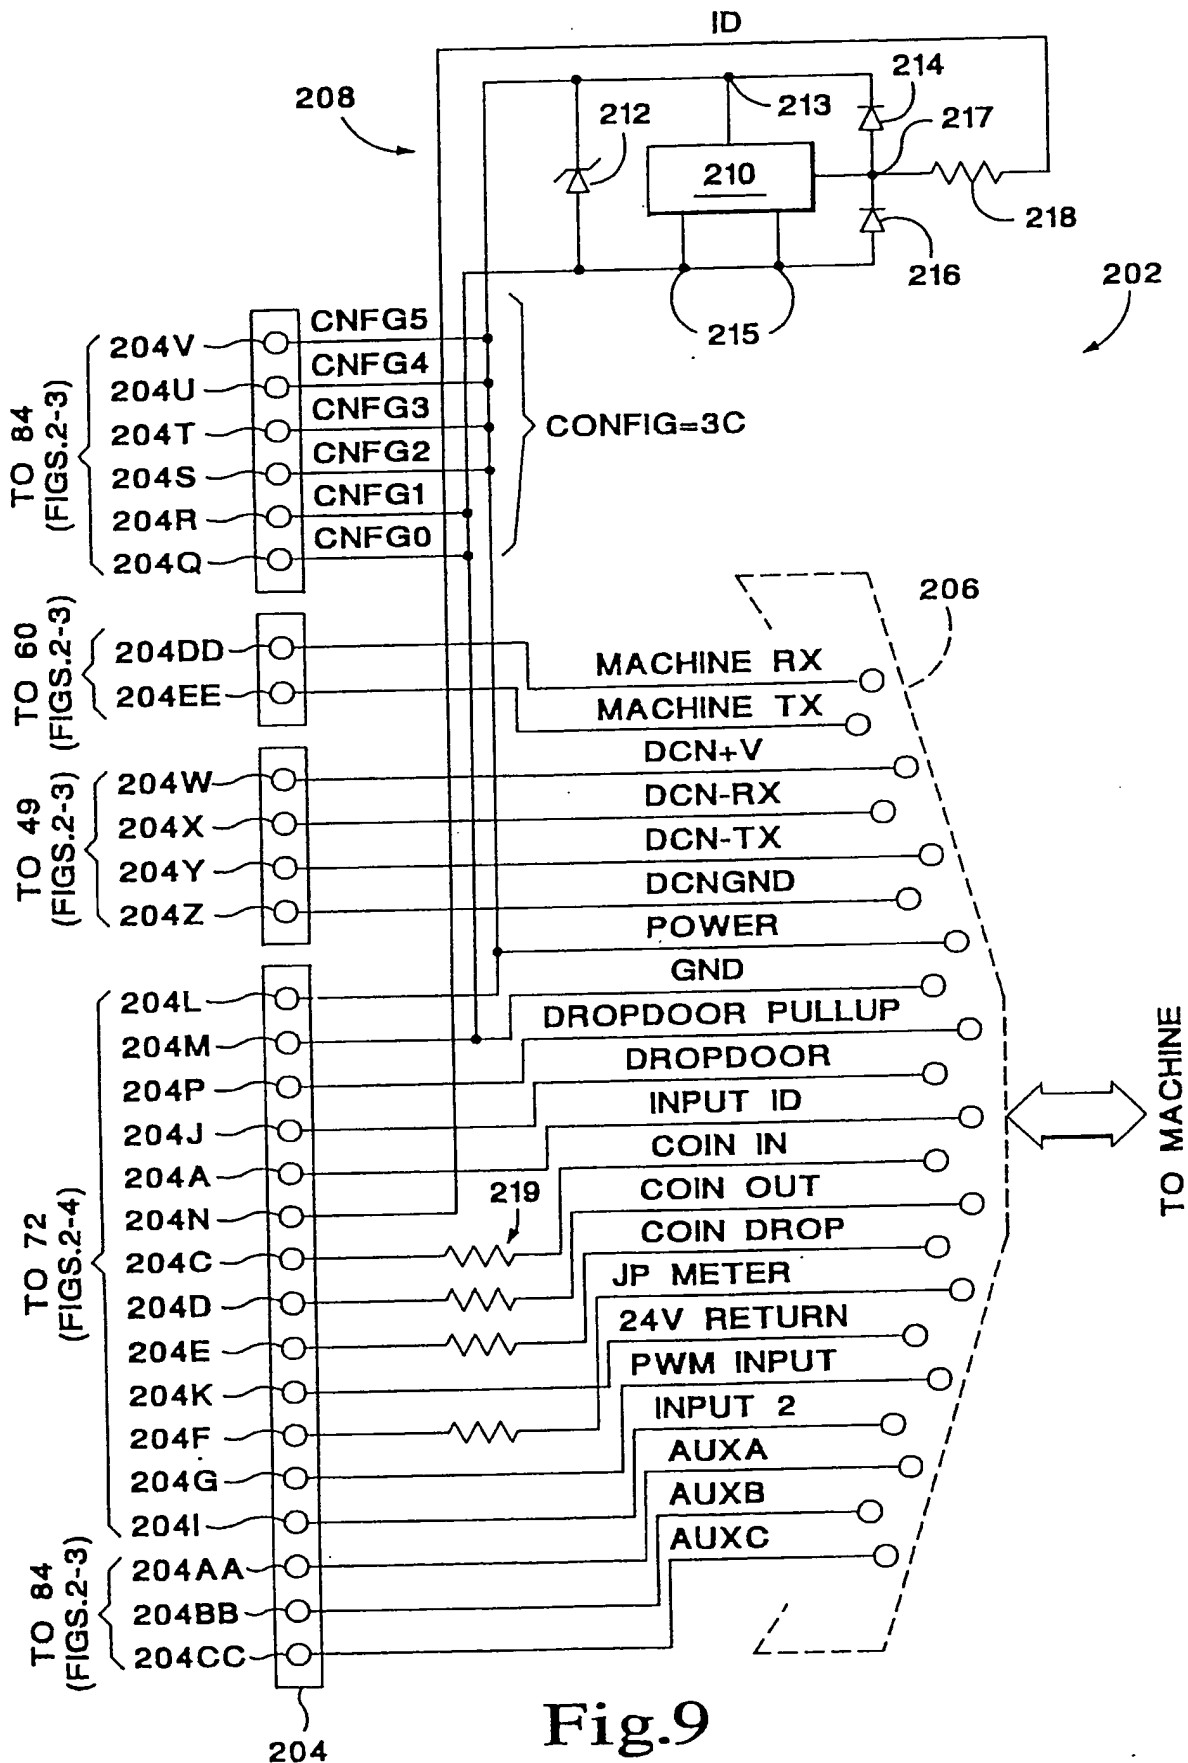 ID
208
212
213
214
217
210
218
216
202
215
TO 84
(FIGS.2-3)
204V
CNFG5
204U
CNFG4
204T
CNFG3
204S
CNFG2
204R
CNFG1
204Q
CNFG0
CONFIG=3C
206
TO 60
(FIGS.2-3)
204DD
MACHINE RX
204EE
MACHINE TX
TO 49
(FIGS.2-3)
204W
DCN+V
204X
DCN-RX
204Y
DCN-TX
204Z
DCNGND
POWER
GND
TO 72
(FIGS.2-4)
204L
204M
204P
DROPDOOR PULLUP
204J
DROPDOOR
204A
INPUT ID
204N
COIN IN
219
204C
COIN OUT
204D
COIN DROP
204E
JP METER
204K
24V RETURN
204F
PWM INPUT
204G
INPUT 2
204I
AUXA
AUXB
AUXC
TO MACHINE
TO 84
(FIGS.2-3)
204AA
204BB
204CC
204
Fig.9